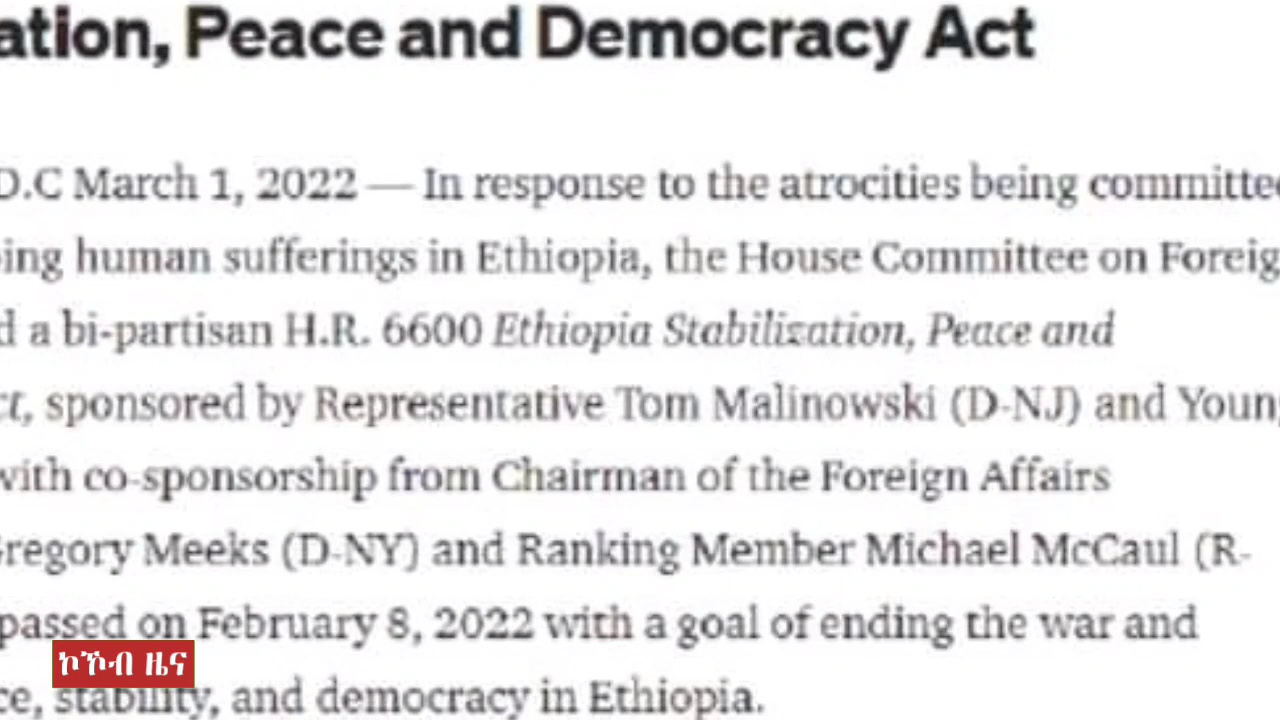 ation, Peace and Democracy Act
D.C March 1, 2022 — In response to the atrocities being committe
ing human sufferings in Ethiopia, the House Committee on Foreig
d a bi-partisan H.R. 6600 Ethiopia Stabilization, Peace and
ct, sponsored by Representative Tom Malinowski (D-NJ) and Young
with co-sponsorship from Chairman of the Foreign Affairs
Gregory Meeks (D-NY) and Ranking Member Michael McCaul (R-
passed on February 8, 2022 with a goal of ending the war and
ce, stability, and democracy in Ethiopia.
ኮኾብ ዜና